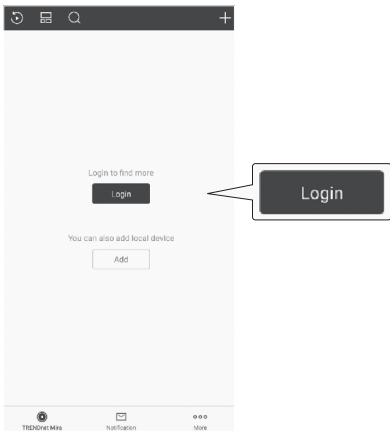 Login to find more
Login
Login
You can also add local device
Add
TRENDnet Mira
Notification
More